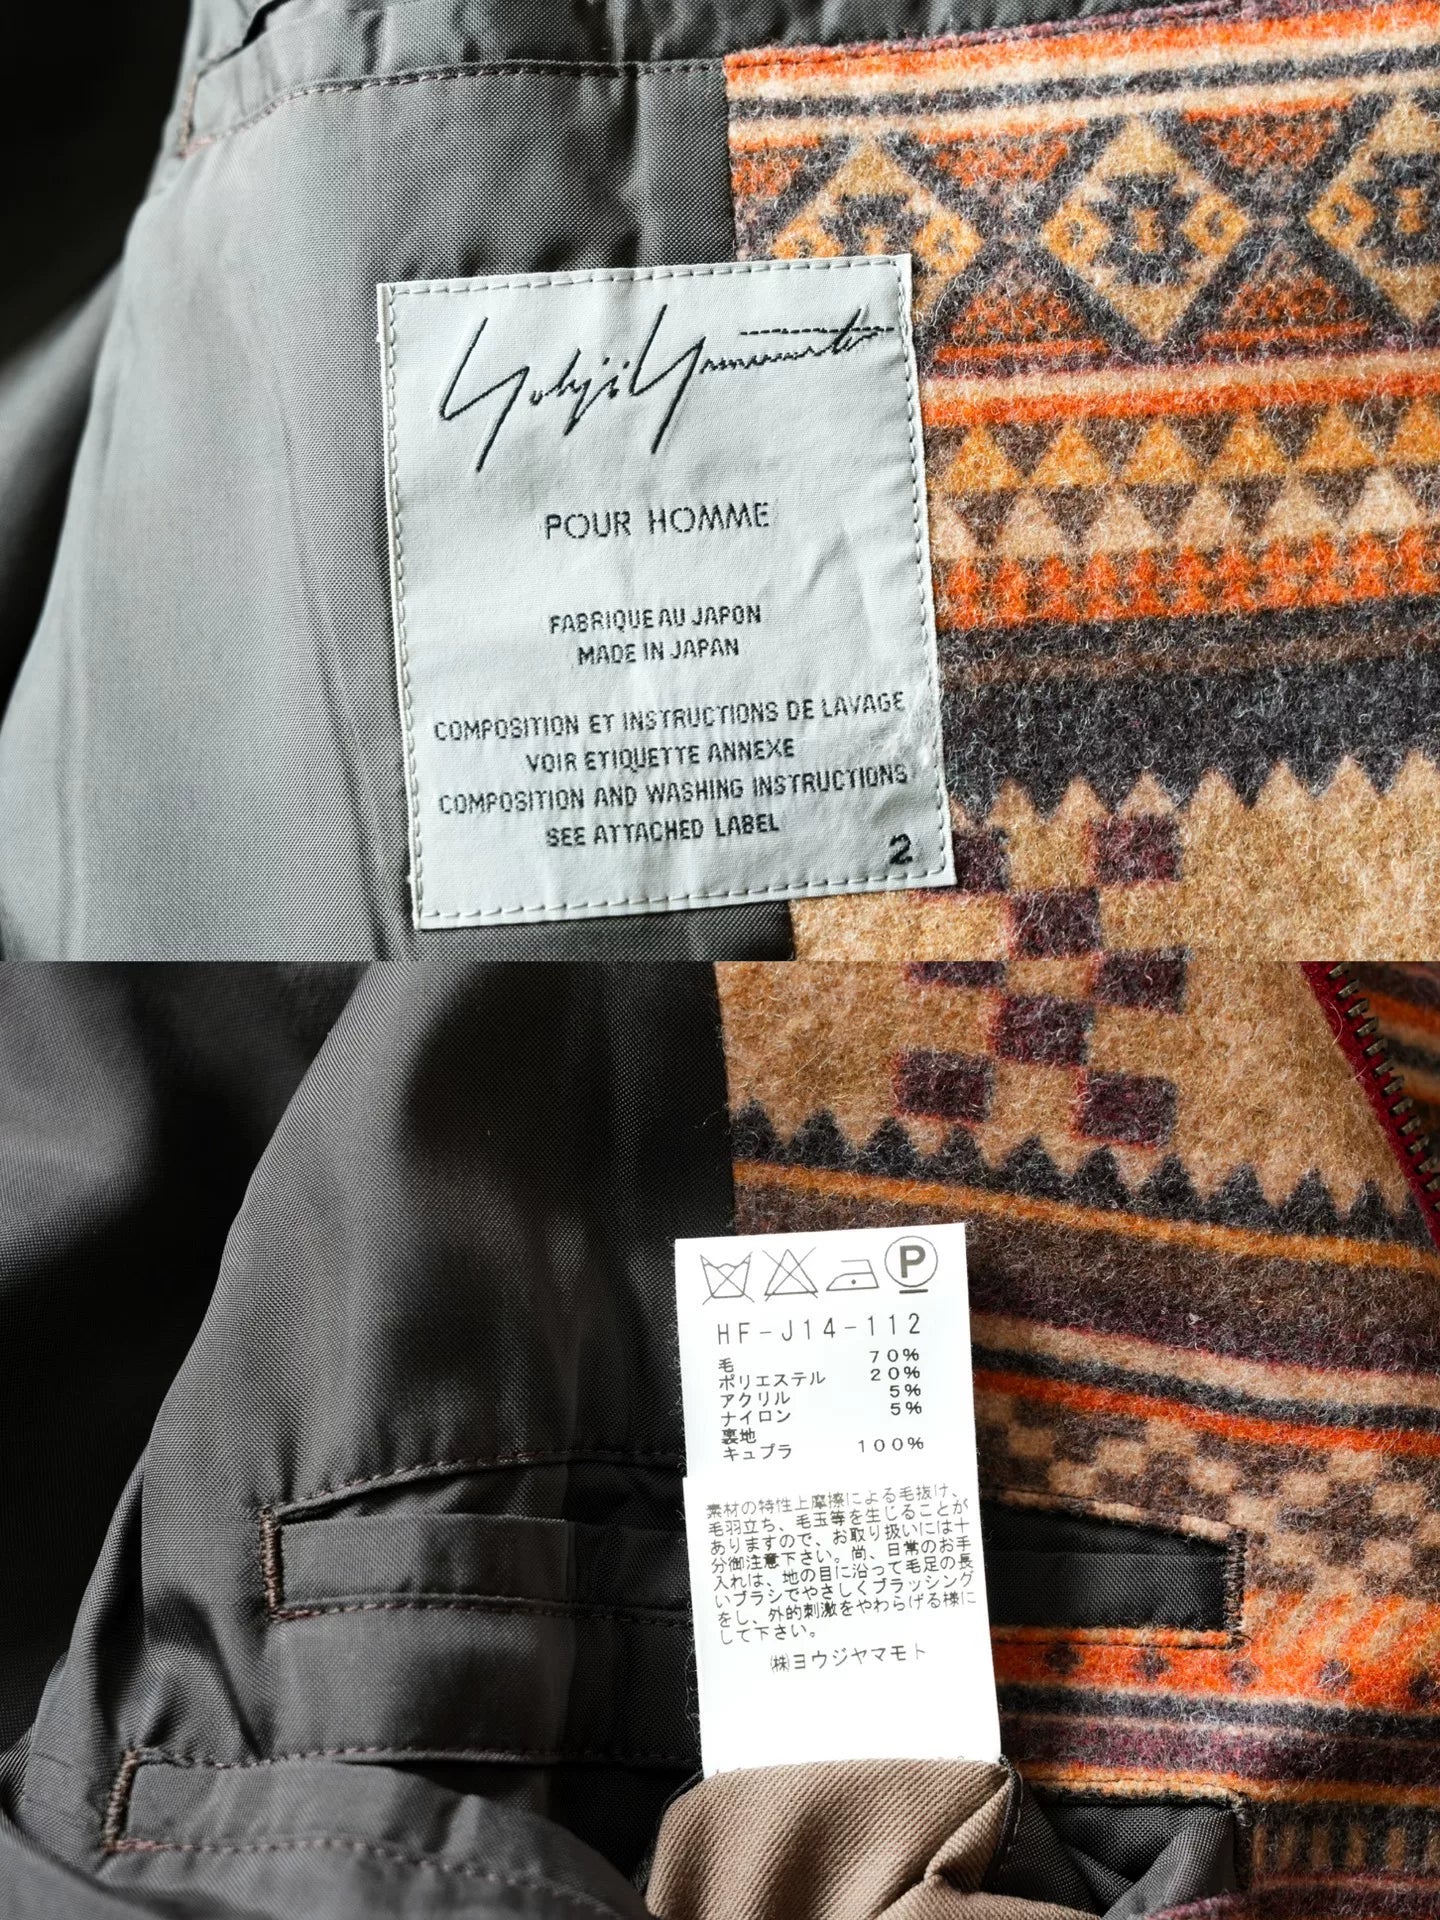 Yohji Yamamoto
POUR HOMME
FABRIQUE AU JAPON
MADE IN JAPAN
COMPOSITION ET INSTRUCTIONS DE LAVAGE
VOIR ETIQUETTE ANNEXE
COMPOSITION AND WASHING INSTRUCTIONS
SEE ATTACHED LABEL
2
P
HF-J14-112
毛 70%
ポリエステル 20%
アクリル 5%
ナイロン 5%
裏地
キュプラ 100%
素材の特性上摩擦による毛抜け、
毛羽立ち、毛玉等を生じることが
ありますので、お取り扱いには十
分御注意下さい。尚、日常のお手
入れは、地の目に沿って毛足の長
いブラシでやさしくブラッシング
をし、外的刺激をやわらげる様に
して下さい。
㈱ヨウジヤマモト